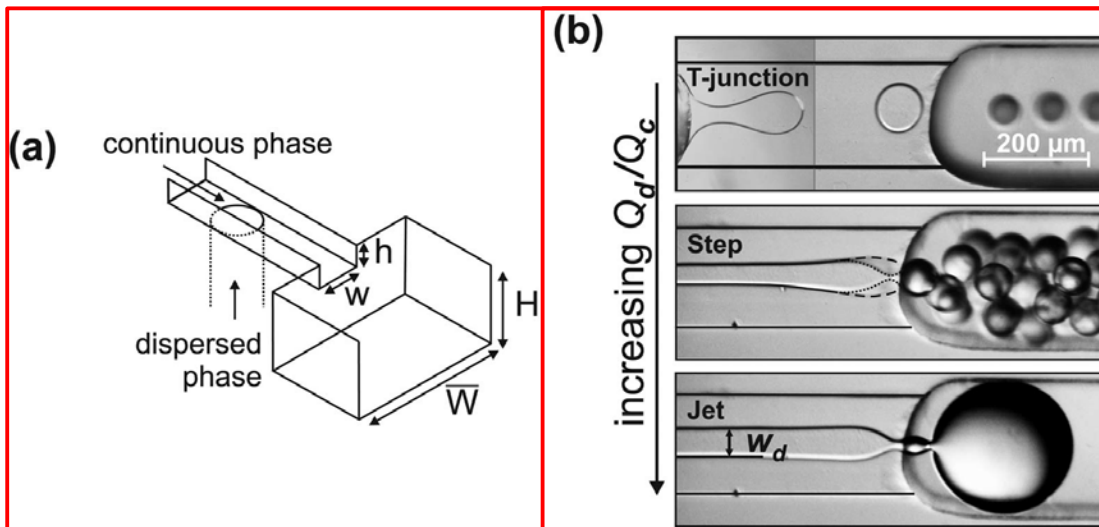 (a)
continuous phase
h
w
H
W̅
dispersed
phase
(b)
increasing Q_d/Q_c
T-junction
200 µm
Step
Jet
w_d